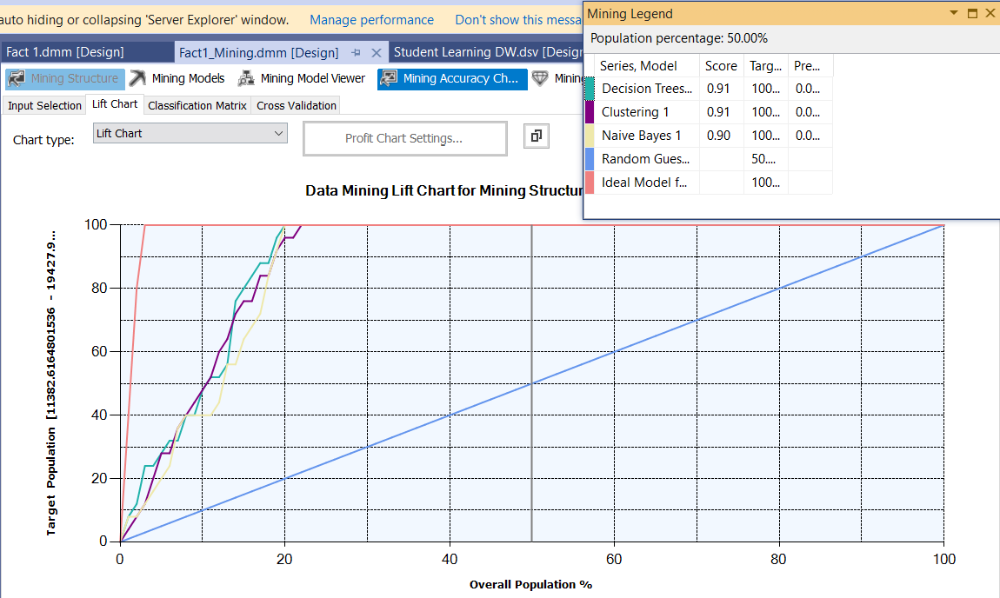 auto hiding or collapsing 'Server Explorer' window. Manage performance Don't show this messa
Mining Legend
Population percentage: 50.00%
Series, Model Score Targ... Pre...
Decision Trees... 0.91 100... 0.0...
Clustering 1 0.91 100... 0.0...
Naive Bayes 1 0.90 100... 0.0...
Random Gues... 50....
Ideal Model f... 100...
Fact 1.dmm [Design] Fact1_Mining.dmm [Design] Student Learning DW.dsv [Design
Mining Structure Mining Models Mining Model Viewer Mining Accuracy Ch... Mining
Input Selection Lift Chart Classification Matrix Cross Validation
Chart type: Lift Chart Profit Chart Settings...
Data Mining Lift Chart for Mining Structur
Target Population [11382.6164801536 - 19427.9...
100
80
60
40
20
0
0 20 40 60 80 100
Overall Population %